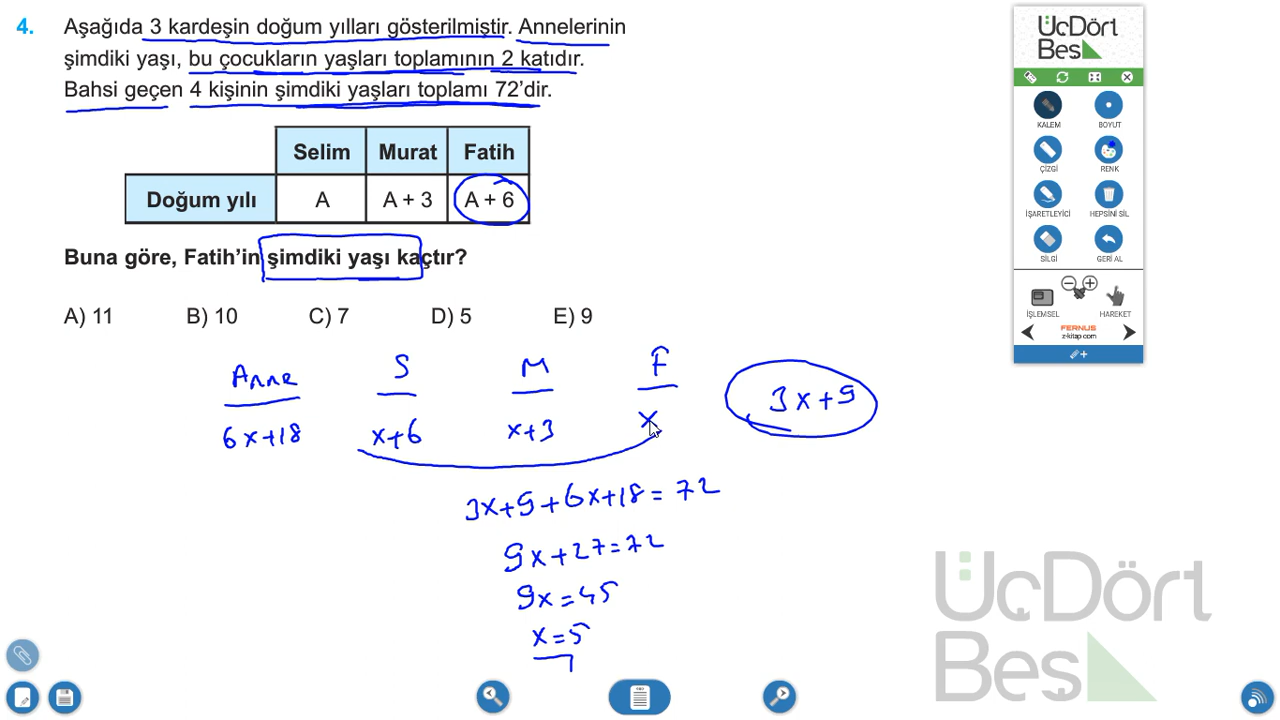 4. Aşağıda 3 kardeşin doğum yılları gösterilmiştir. Annelerinin
şimdiki yaşı, bu çocukların yaşları toplamının 2 katıdır.
Bahsi geçen 4 kişinin şimdiki yaşları toplamı 72'dir.
Selim Murat Fatih
Doğum yılı A A + 3 A + 6
Buna göre, Fatih'in şimdiki yaşı kaçtır?
A) 11 B) 10 C) 7 D) 5 E) 9
Anne S M F
6x+18 x+6 x+3 x
3x+9
3x+9+6x+18=72
9x+27=72
9x=45
x=5
ÜçDört
Beş
KALEM BOYUT
ÇİZGİ RENK
İŞARETLEYİCİ HEPSİNİ SİL
SİLGİ GERİ AL
İŞLEMSEL HAREKET
FERNUS
z-kitap.com
ÜçDört
Beş